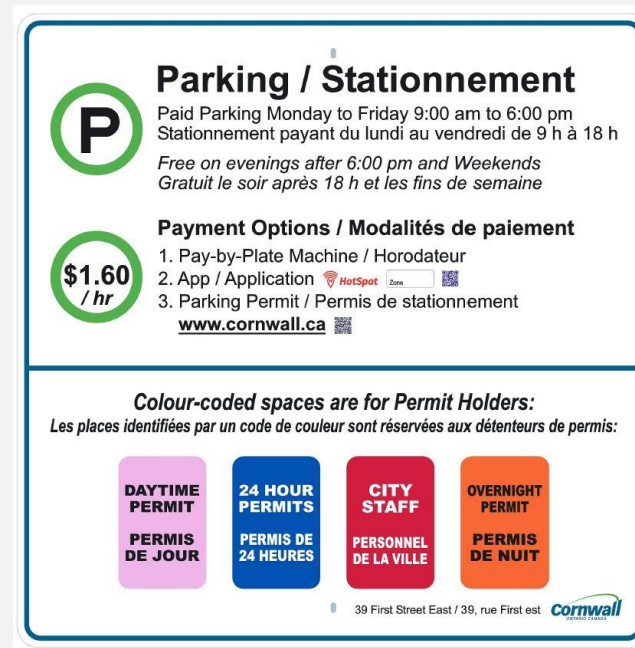 Parking / Stationnement
P
Paid Parking Monday to Friday 9:00 am to 6:00 pm
Stationnement payant du lundi au vendredi de 9 h à 18 h
Free on evenings after 6:00 pm and Weekends
Gratuit le soir après 18 h et les fins de semaine
Payment Options / Modalités de paiement
$1.60
/ hr
1. Pay-by-Plate Machine / Horodateur
2. App / Application HotSpot Zone
3. Parking Permit / Permis de stationnement
www.cornwall.ca
Colour-coded spaces are for Permit Holders:
Les places identifiées par un code de couleur sont réservées aux détenteurs de permis:
DAYTIME
PERMIT
PERMIS
DE JOUR
24 HOUR
PERMITS
PERMIS DE
24 HEURES
CITY
STAFF
PERSONNEL
DE LA VILLE
OVERNIGHT
PERMIT
PERMIS
DE NUIT
39 First Street East / 39, rue First est
Cornwall
ONTARIO CANADA